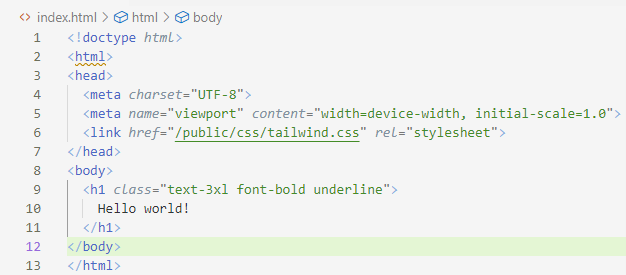 index.html > html > body
1 <!doctype html>
2 <html>
3 <head>
4   <meta charset="UTF-8">
5   <meta name="viewport" content="width=device-width, initial-scale=1.0">
6   <link href="/public/css/tailwind.css" rel="stylesheet">
7 </head>
8 <body>
9   <h1 class="text-3xl font-bold underline">
10     Hello world!
11   </h1>
12 </body>
13 </html>